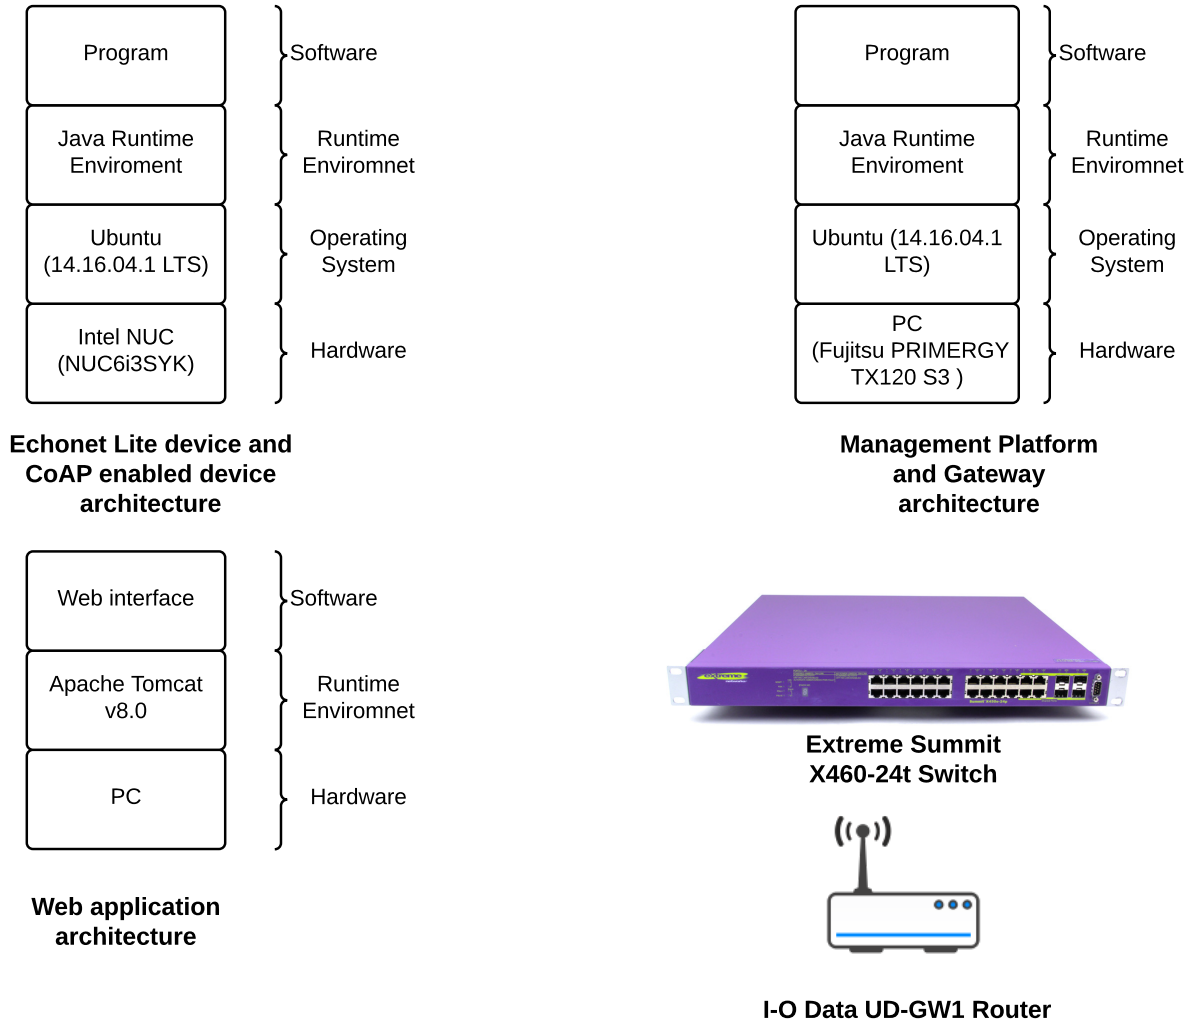 Program
Software
Java Runtime
Enviroment
Runtime
Enviromnet
Ubuntu
(14.16.04.1 LTS)
Operating
System
Intel NUC
(NUC6i3SYK)
Hardware
Echonet Lite device and
CoAP enabled device
architecture
Program
Software
Java Runtime
Enviroment
Runtime
Enviromnet
Ubuntu (14.16.04.1
LTS)
Operating
System
PC
(Fujitsu PRIMERGY
TX120 S3 )
Hardware
Management Platform
and Gateway
architecture
Web interface
Software
Apache Tomcat
v8.0
Runtime
Enviromnet
PC
Hardware
Web application
architecture
extreme
Extreme Summit
X460-24t Switch
I-O Data UD-GW1 Router